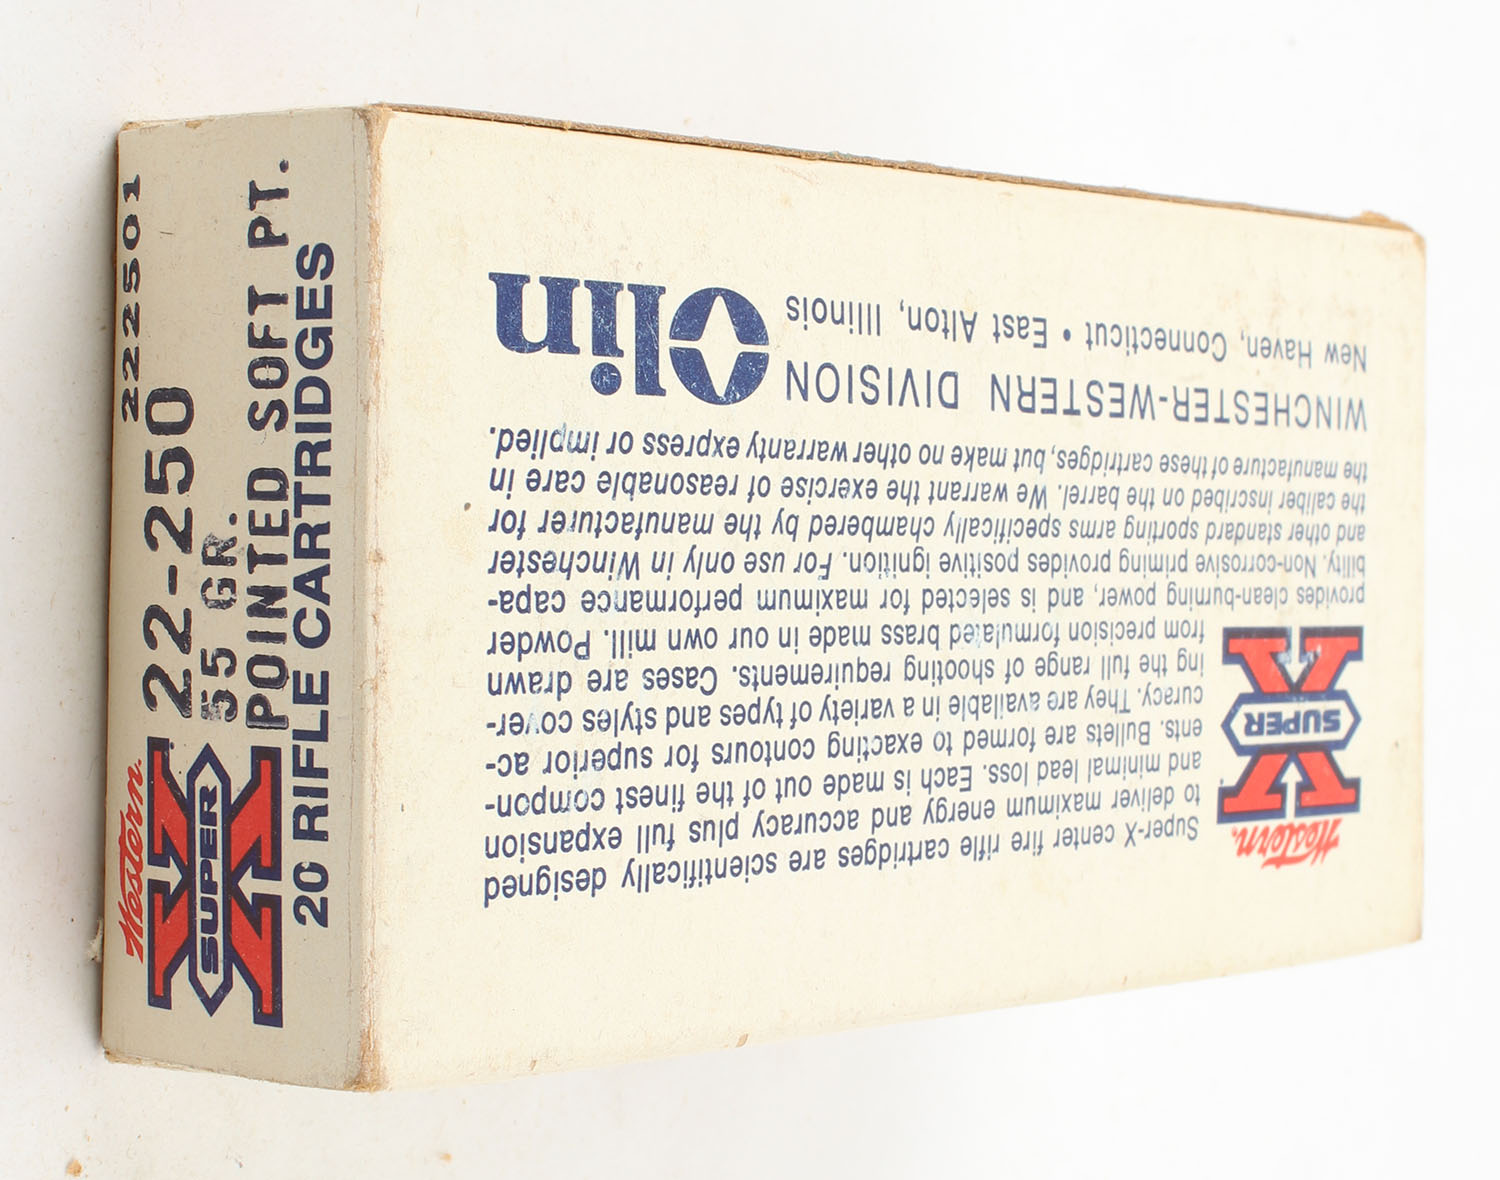 222501
Western
SUPER
X
22-250
55 GR.
POINTED SOFT PT.
20 RIFLE CARTRIDGES
Western
SUPER
X
Super-X center fire rifle cartridges are scientifically designed
to deliver maximum energy and accuracy plus full expansion
and minimal lead loss. Each is made out of the finest compon-
ents. Bullets are formed to exacting contours for superior ac-
curacy. They are available in a variety of types and styles cover-
ing the full range of shooting requirements. Cases are drawn
from precision formulated brass made in our own mill. Powder
provides clean-burning power, and is selected for maximum performance capa-
bility. Non-corrosive priming provides positive ignition. For use only in Winchester
and other standard sporting arms specifically chambered by the manufacturer for
the caliber inscribed on the barrel. We warrant the exercise of reasonable care in
the manufacture of these cartridges, but make no other warranty express or implied.
WINCHESTER-WESTERN DIVISION
New Haven, Connecticut • East Alton, Illinois
Olin